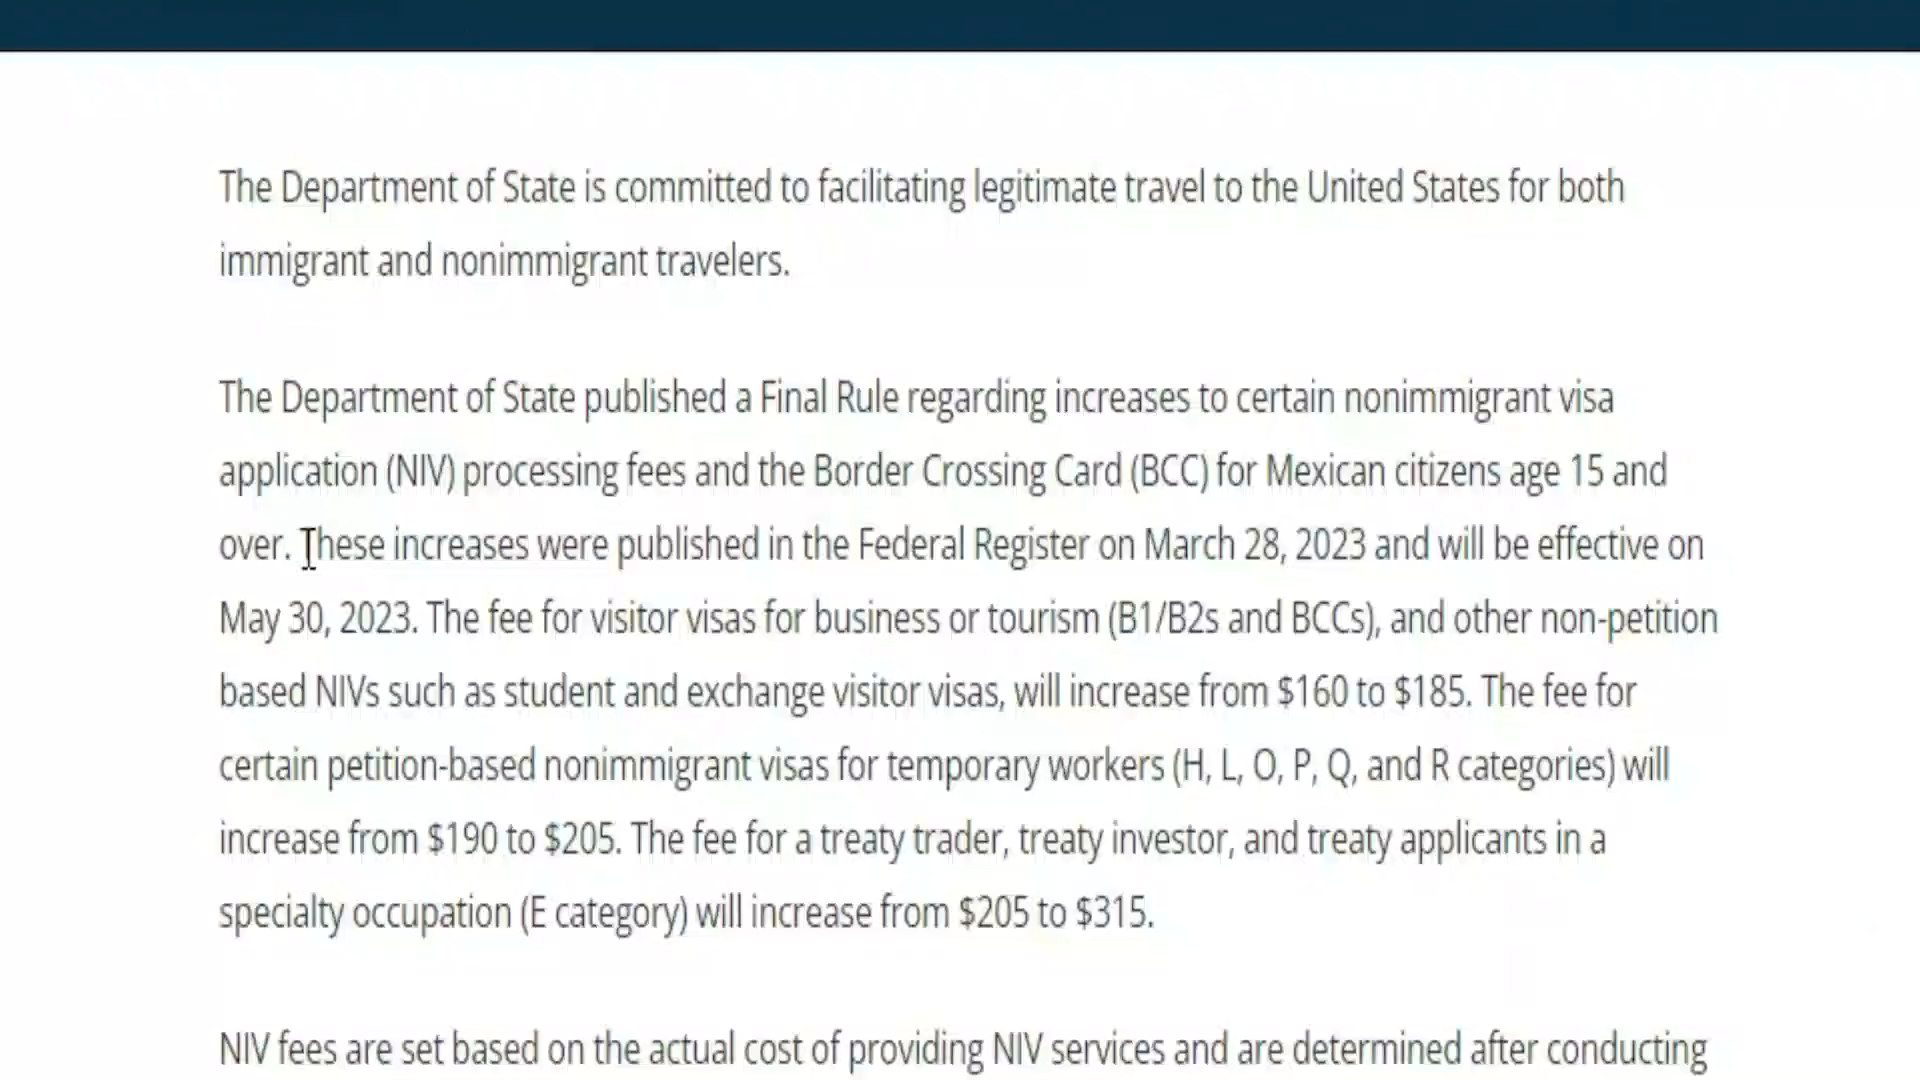 The Department of State is committed to facilitating legitimate travel to the United States for both
immigrant and nonimmigrant travelers.
The Department of State published a Final Rule regarding increases to certain nonimmigrant visa
application (NIV) processing fees and the Border Crossing Card (BCC) for Mexican citizens age 15 and
over. These increases were published in the Federal Register on March 28, 2023 and will be effective on
May 30, 2023. The fee for visitor visas for business or tourism (B1/B2s and BCCs), and other non-petition
based NIVs such as student and exchange visitor visas, will increase from $160 to $185. The fee for
certain petition-based nonimmigrant visas for temporary workers (H, L, O, P, Q, and R categories) will
increase from $190 to $205. The fee for a treaty trader, treaty investor, and treaty applicants in a
specialty occupation (E category) will increase from $205 to $315.
NIV fees are set based on the actual cost of providing NIV services and are determined after conducting